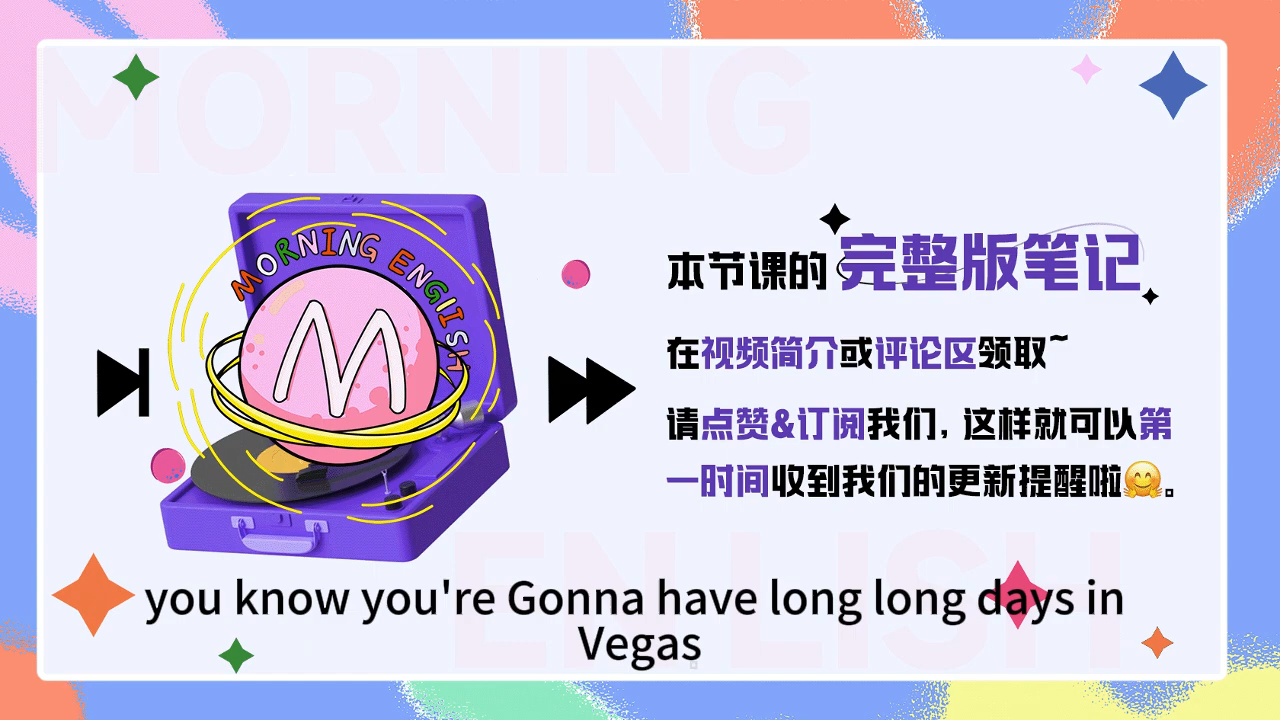 MORNING
MORNING ENGLISH
M
本节课的 完整版笔记
在视频简介或评论区领取~
请点赞&订阅我们, 这样就可以第
一时间收到我们的更新提醒啦🤗。
EN LISH
you know you're Gonna have long long days in
Vegas